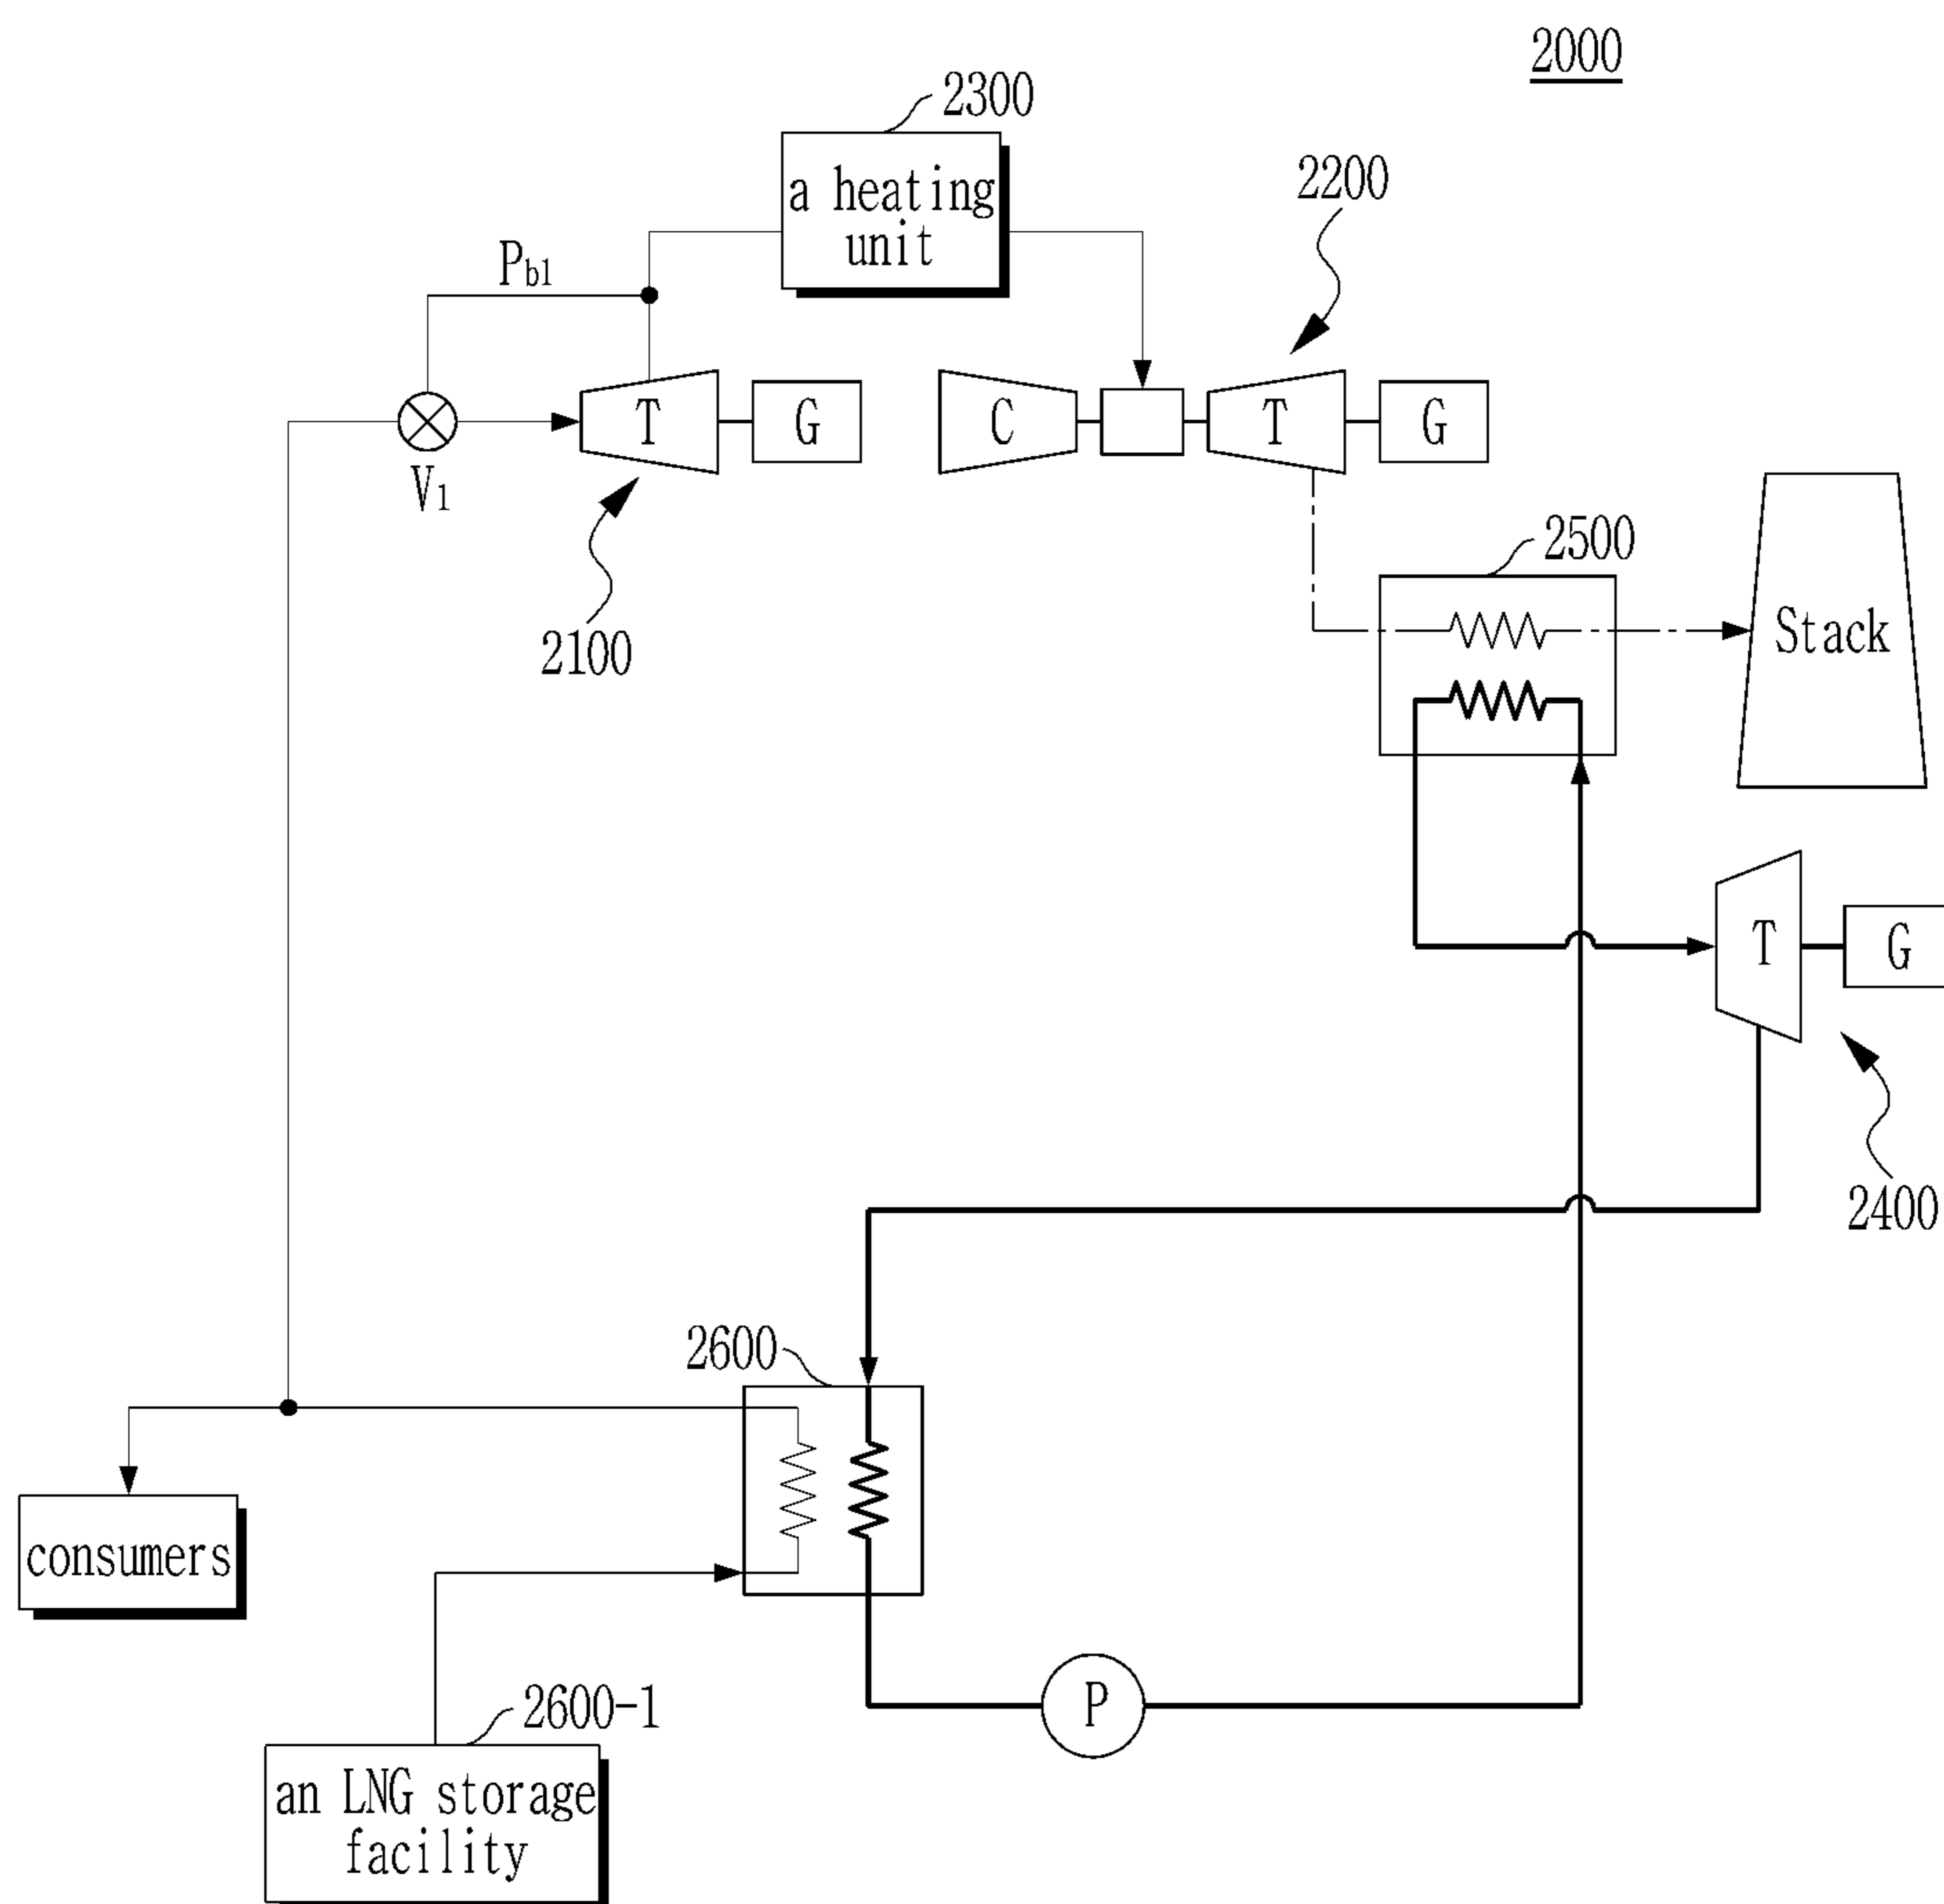 2000
2300
a heating
unit
2200
Pb1
T
G
C
T
G
V1
2100
2500
Stack
T
G
2400
2600
consumers
2600-1
P
an LNG storage
facility